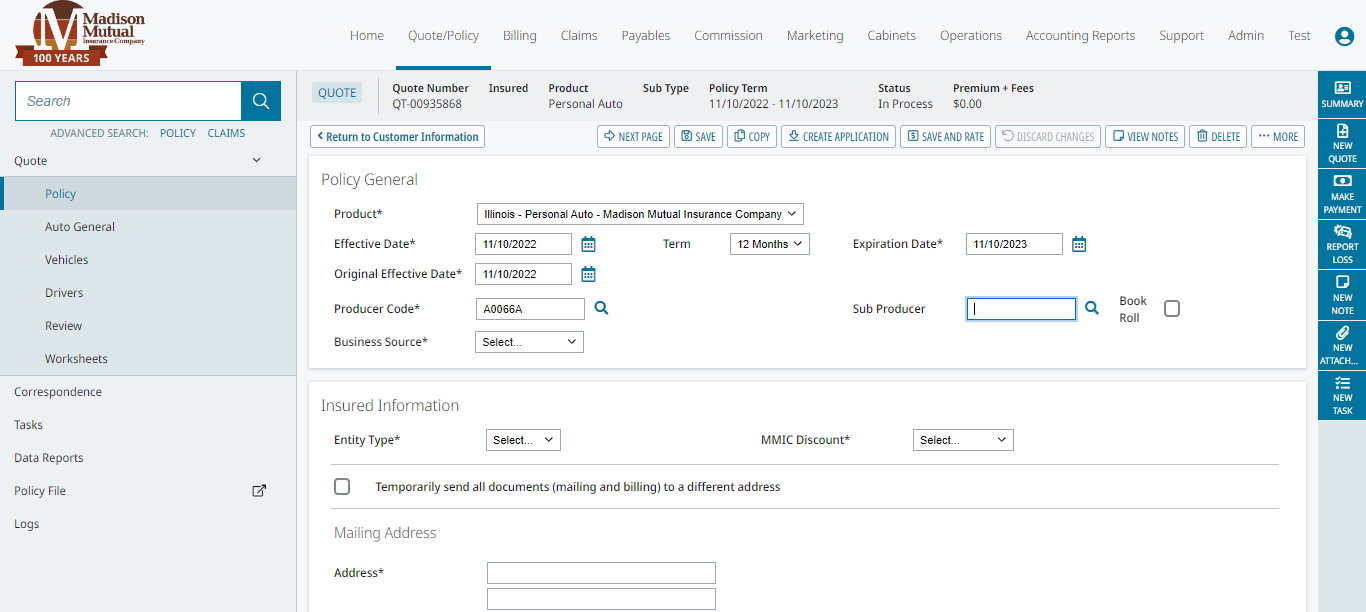 Madison
Mutual
Insurance Company
100 YEARS
Home Quote/Policy Billing Claims Payables Commission Marketing Cabinets Operations Accounting Reports Support Admin Test
Search
ADVANCED SEARCH: POLICY CLAIMS
Quote
Policy
Auto General
Vehicles
Drivers
Review
Worksheets
Correspondence
Tasks
Data Reports
Policy File
Logs
QUOTE
Quote Number Insured Product Sub Type Policy Term Status Premium + Fees
QT-00935868 Personal Auto 11/10/2022 - 11/10/2023 In Process $0.00
Return to Customer Information NEXT PAGE SAVE COPY CREATE APPLICATION SAVE AND RATE DISCARD CHANGES VIEW NOTES DELETE MORE
Policy General
Product* Illinois - Personal Auto - Madison Mutual Insurance Company
Effective Date* 11/10/2022 Term 12 Months Expiration Date* 11/10/2023
Original Effective Date* 11/10/2022
Producer Code* A0066A Sub Producer Book
Roll
Business Source* Select...
Insured Information
Entity Type* Select... MMIC Discount* Select...
Temporarily send all documents (mailing and billing) to a different address
Mailing Address
Address*
SUMMARY
NEW
QUOTE
MAKE
PAYMENT
REPORT
LOSS
NEW
NOTE
NEW
ATTACH...
NEW
TASK